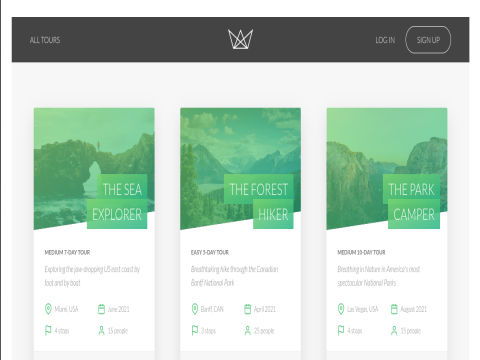 ALL TOURS
LOG IN
SIGN UP
THE SEA
EXPLORER
MEDIUM 7-DAY TOUR
Exploring the jaw-dropping US east coast by
foot and by boat
Miami, USA
June 2021
4 stops
15 people
THE FOREST
HIKER
EASY 5-DAY TOUR
Breathtaking hike through the Canadian
Banff National Park
Banff, CAN
April 2021
3 stops
25 people
THE PARK
CAMPER
MEDIUM 10-DAY TOUR
Breathing in Nature in America's most
spectacular National Parks
Las Vegas, USA
August 2021
4 stops
15 people